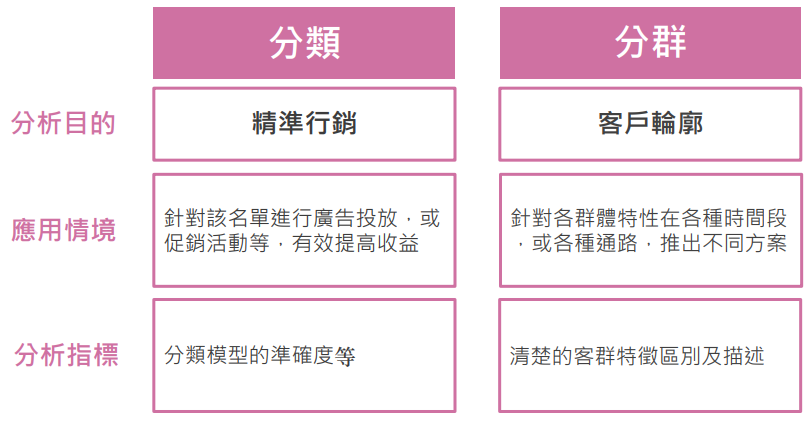 分類
分群
分析目的
精準行銷
客戶輪廓
應用情境
針對該名單進行廣告投放，或
促銷活動等，有效提高收益
針對各群體特性在各種時間段
，或各種通路，推出不同方案
分析指標
分類模型的準確度等
清楚的客群特徵區別及描述